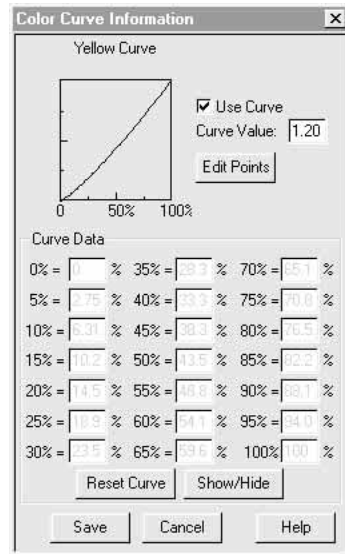 Color Curve Information
Yellow Curve
Use Curve
Curve Value: 1.20
Edit Points
0 50% 100%
Curve Data
0% = 0. % 35% = 28.3 % 70% = 65.1 %
5% = 2.75 % 40% = 33.3 % 75% = 70.8 %
10% = 6.31 % 45% = 38.3 % 80% = 76.5 %
15% = 10.2 % 50% = 43.5 % 85% = 82.2 %
20% = 14.5 % 55% = 48.8 % 90% = 88.1 %
25% = 18.9 % 60% = 54.1 % 95% = 94.0 %
30% = 23.5 % 65% = 59.6 % 100% 100 %
Reset Curve Show/Hide
Save Cancel Help